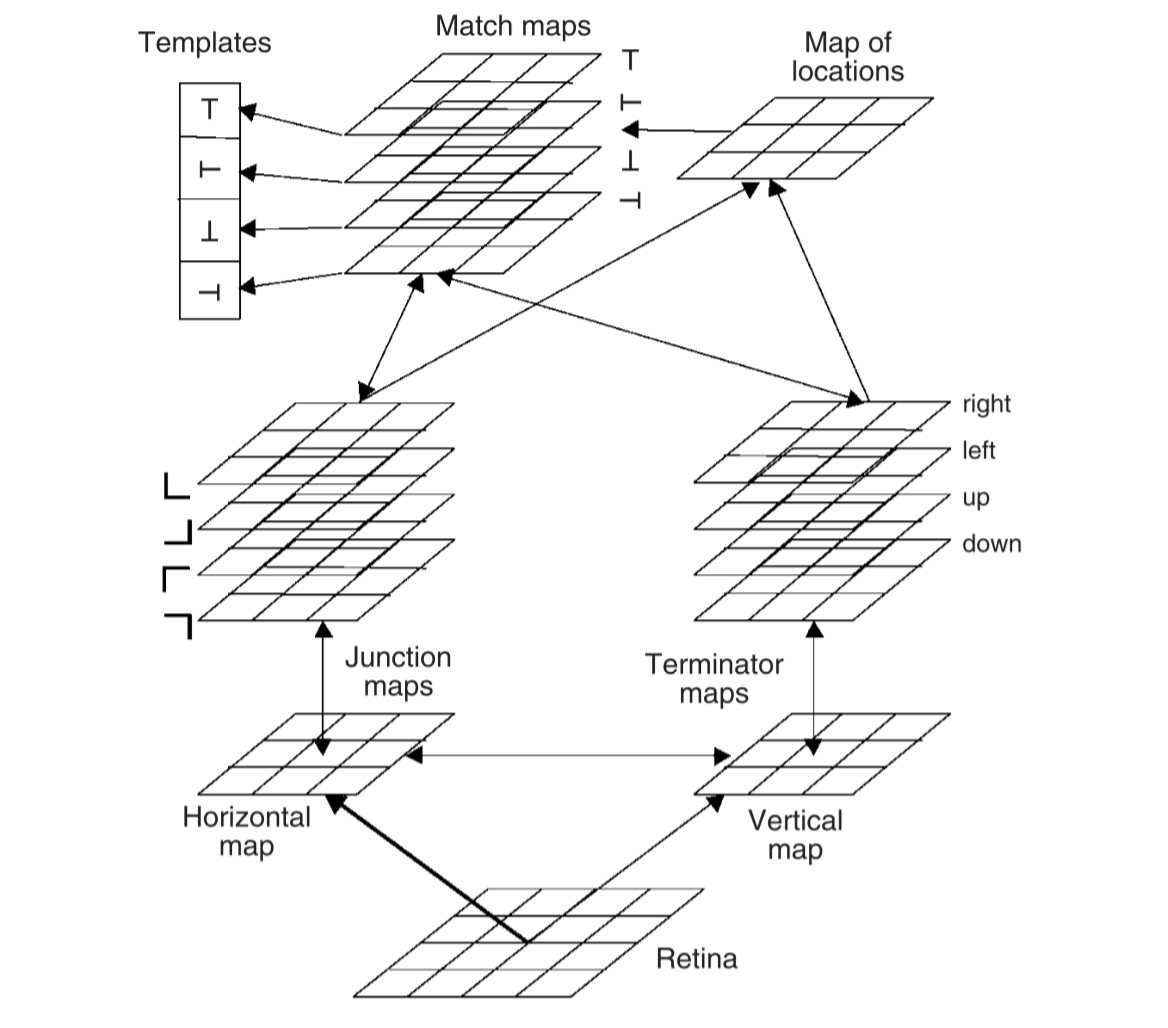 Match maps
Templates
Map of
locations
T
⊢
⊥
⊣
T
⊢
⊥
⊣
right
left
up
down
Junction
maps
Terminator
maps
Horizontal
map
Vertical
map
Retina